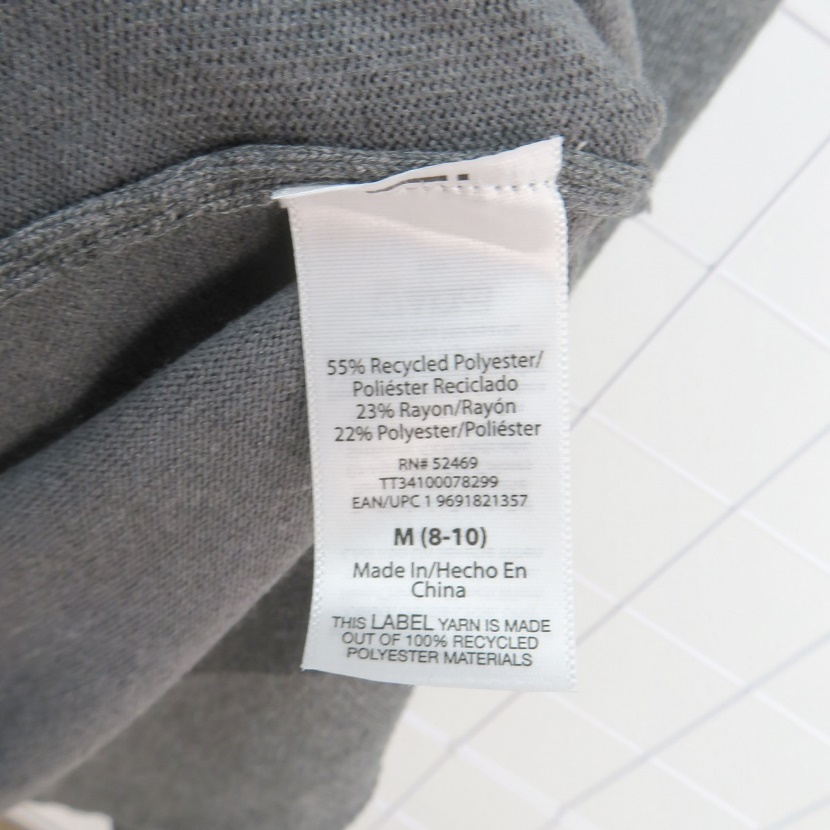 55% Recycled Polyester/
Poliéster Reciclado
23% Rayon/Rayón
22% Polyester/Poliéster
RN# 52469
TT34100078299
EAN/UPC 1 9691821357
M (8-10)
Made In/Hecho En
China
THIS LABEL YARN IS MADE
OUT OF 100% RECYCLED
POLYESTER MATERIALS